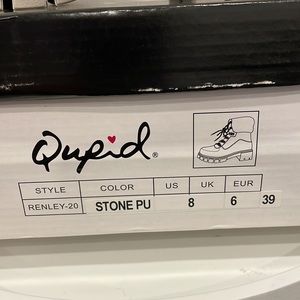 Qupid®
STYLE COLOR US UK EUR
RENLEY-20 STONE PU 8 6 39